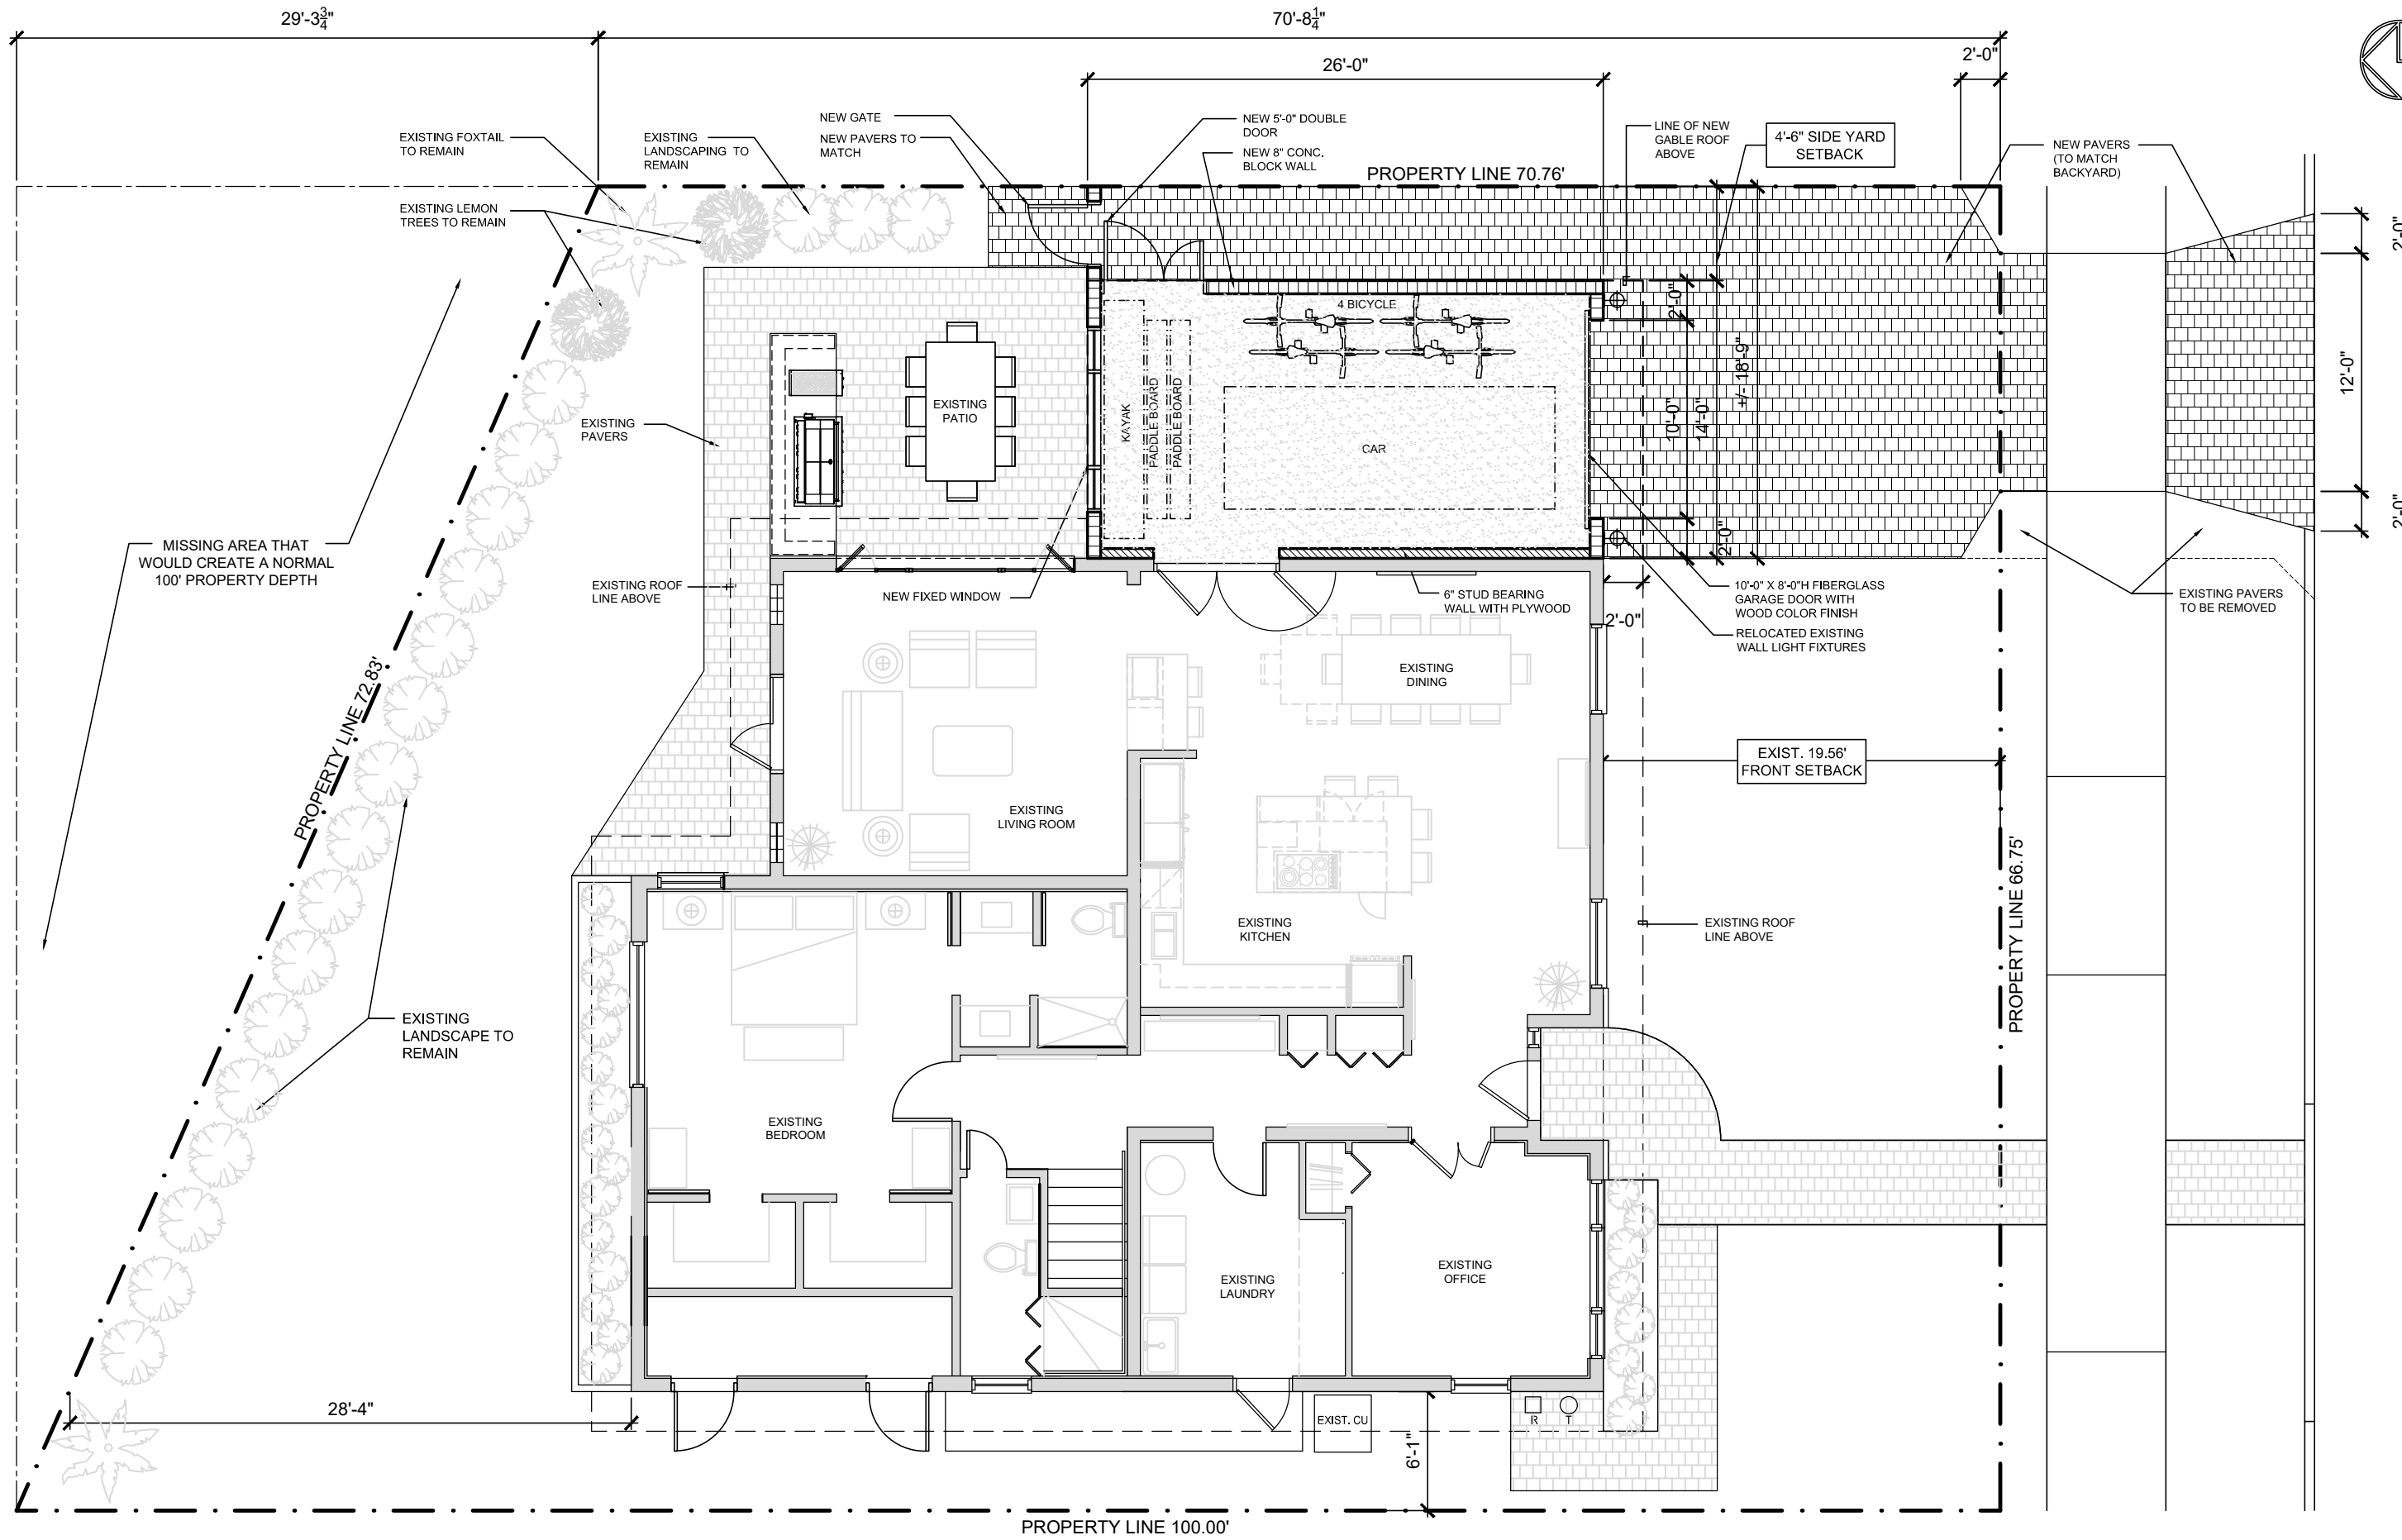 29'-3 3/4"
70'-8 1/4"
2'-0"
26'-0"
NEW GATE
NEW PAVERS TO
MATCH
NEW 5'-0" DOUBLE
DOOR
NEW 8" CONC.
BLOCK WALL
LINE OF NEW
GABLE ROOF
ABOVE
4'-6" SIDE YARD
SETBACK
NEW PAVERS
(TO MATCH
BACKYARD)
EXISTING FOXTAIL
TO REMAIN
EXISTING
LANDSCAPING TO
REMAIN
PROPERTY LINE 70.76'
EXISTING LEMON
TREES TO REMAIN
2'-0"
12'-0"
2'-0"
4 BICYCLE
2'-0"
+/- 18'-9"
10'-0"
14'-0"
2'-0"
KAYAK
PADDLE BOARD
PADDLE BOARD
CAR
EXISTING
PATIO
EXISTING
PAVERS
MISSING AREA THAT
WOULD CREATE A NORMAL
100' PROPERTY DEPTH
EXISTING ROOF
LINE ABOVE
NEW FIXED WINDOW
6" STUD BEARING
WALL WITH PLYWOOD
2'-0"
10'-0" X 8'-0"H FIBERGLASS
GARAGE DOOR WITH
WOOD COLOR FINISH
RELOCATED EXISTING
WALL LIGHT FIXTURES
EXISTING PAVERS
TO BE REMOVED
EXISTING
DINING
PROPERTY LINE 72.83'
EXIST. 19.56'
FRONT SETBACK
EXISTING
LIVING ROOM
EXISTING
KITCHEN
EXISTING ROOF
LINE ABOVE
PROPERTY LINE 66.75'
EXISTING
LANDSCAPE TO
REMAIN
EXISTING
BEDROOM
EXISTING
LAUNDRY
EXISTING
OFFICE
28'-4"
EXIST. CU
6'-1"
R
T
PROPERTY LINE 100.00'